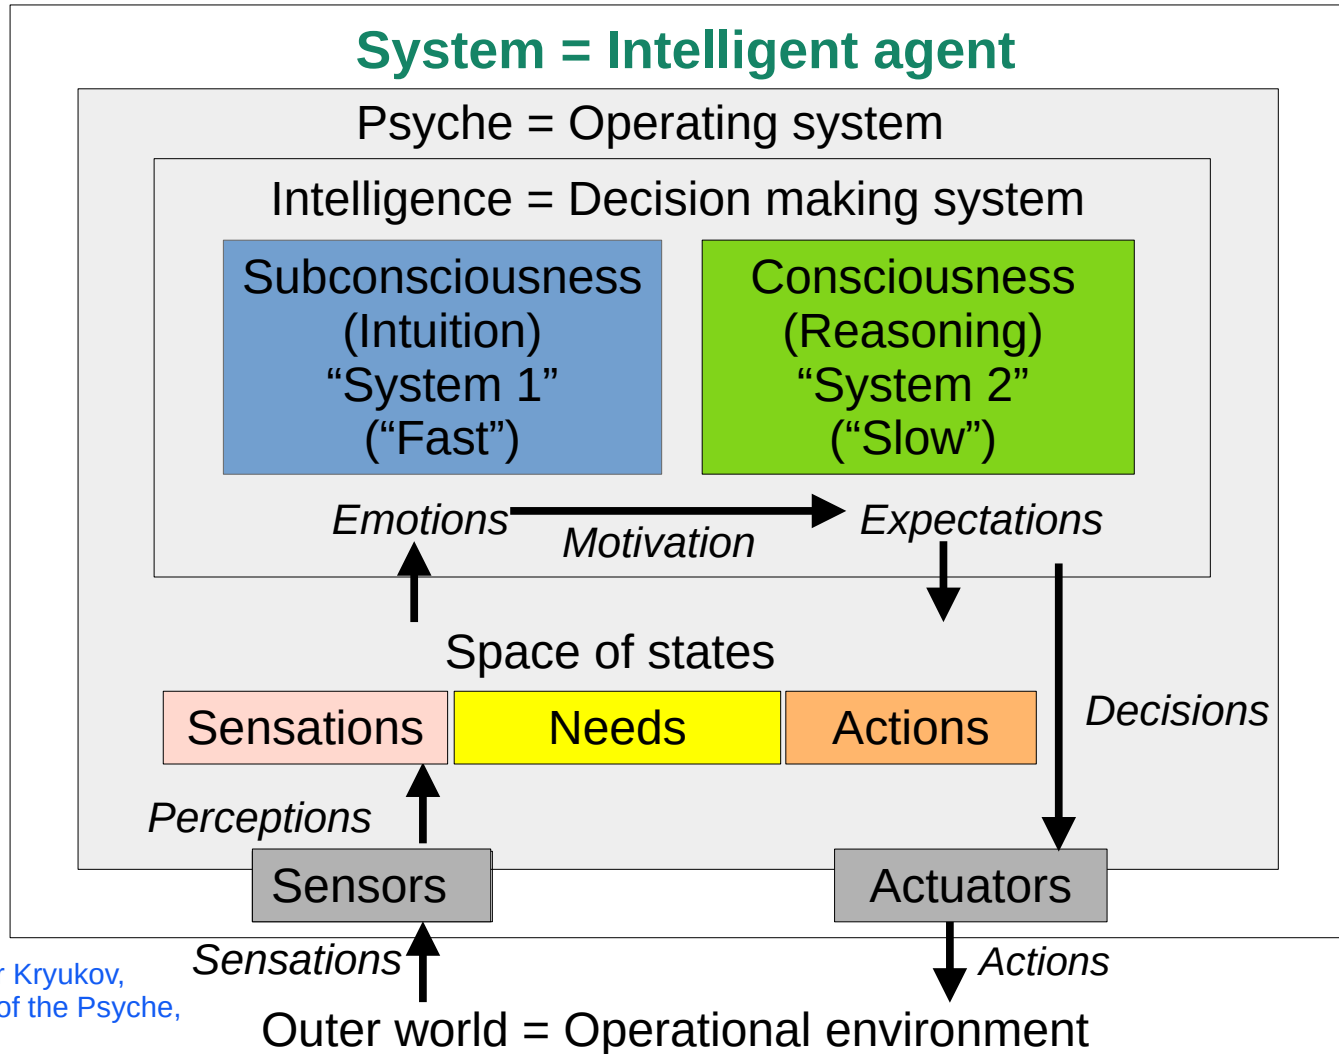 System = Intelligent agent
Psyche = Operating system
Intelligence = Decision making system
Subconsciousness
(Intuition)
“System 1”
(“Fast”)
Consciousness
(Reasoning)
“System 2”
(“Slow”)
Emotions
Motivation
Expectations
Space of states
Sensations
Needs
Actions
Decisions
Perceptions
Sensors
Actuators
Sensations
Actions
r Kryukov,
of the Psyche,
Outer world = Operational environment